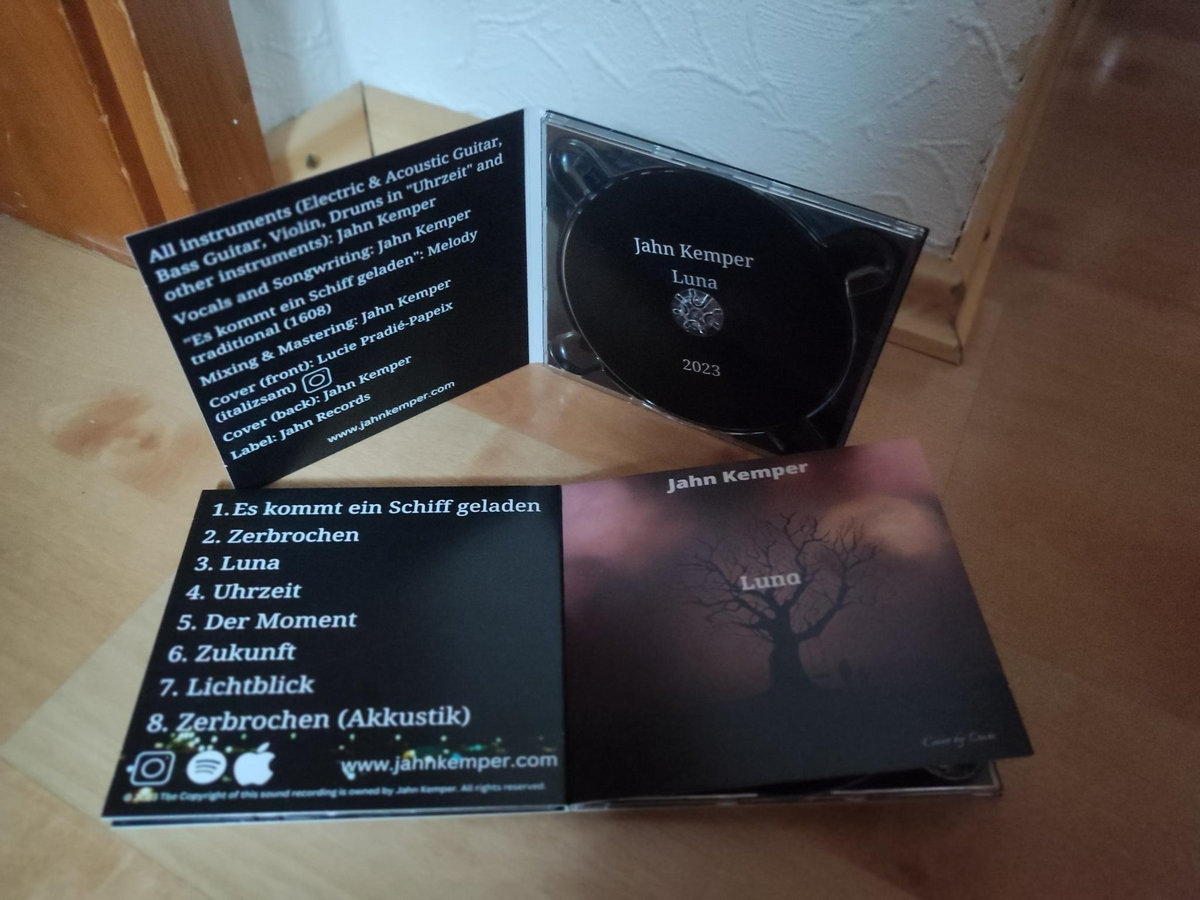 All instruments (Electric & Acoustic Guitar,
Bass Guitar, Violin, Drums in "Uhrzeit" and
other instruments): Jahn Kemper
Vocals and Songwriting: Jahn Kemper
"Es kommt ein Schiff geladen": Melody
traditional (1608)
Mixing & Mastering: Jahn Kemper
Cover (front): Lucie Pradié-Papeix
(italizsam)
Cover (back): Jahn Kemper
Label: Jahn Records
www.jahnkemper.com
Jahn Kemper
Luna
2023
1. Es kommt ein Schiff geladen
2. Zerbrochen
3. Luna
4. Uhrzeit
5. Der Moment
6. Zukunft
7. Lichtblick
8. Zerbrochen (Akkustik)
www.jahnkemper.com
The Copyright of this sound recording is owned by Jahn Kemper. All rights reserved.
Jahn Kemper
Luna
Cover by Lucie